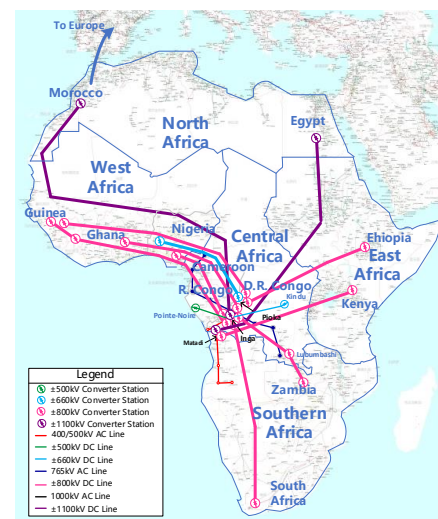 To Europe
Morocco
North
Africa
Egypt
West
Africa
Guinea
Nigeria
Ghana
Central
Africa
Cameroon
Ehiopia
East
Africa
R.Congo
D.R.Congo
Kindu
Kenya
Pointe-Noire
Pioka
Matadi
Inga
Lubumbashi
Zambia
Southern
Africa
South
Africa
Legend
±500kV Converter Station
±660kV Converter Station
±800kV Converter Station
±1100kV Converter Station
400/500kV AC Line
±500kV DC Line
±660kV DC Line
765kV AC Line
±800kV DC Line
1000kV AC Line
±1100kV DC Line